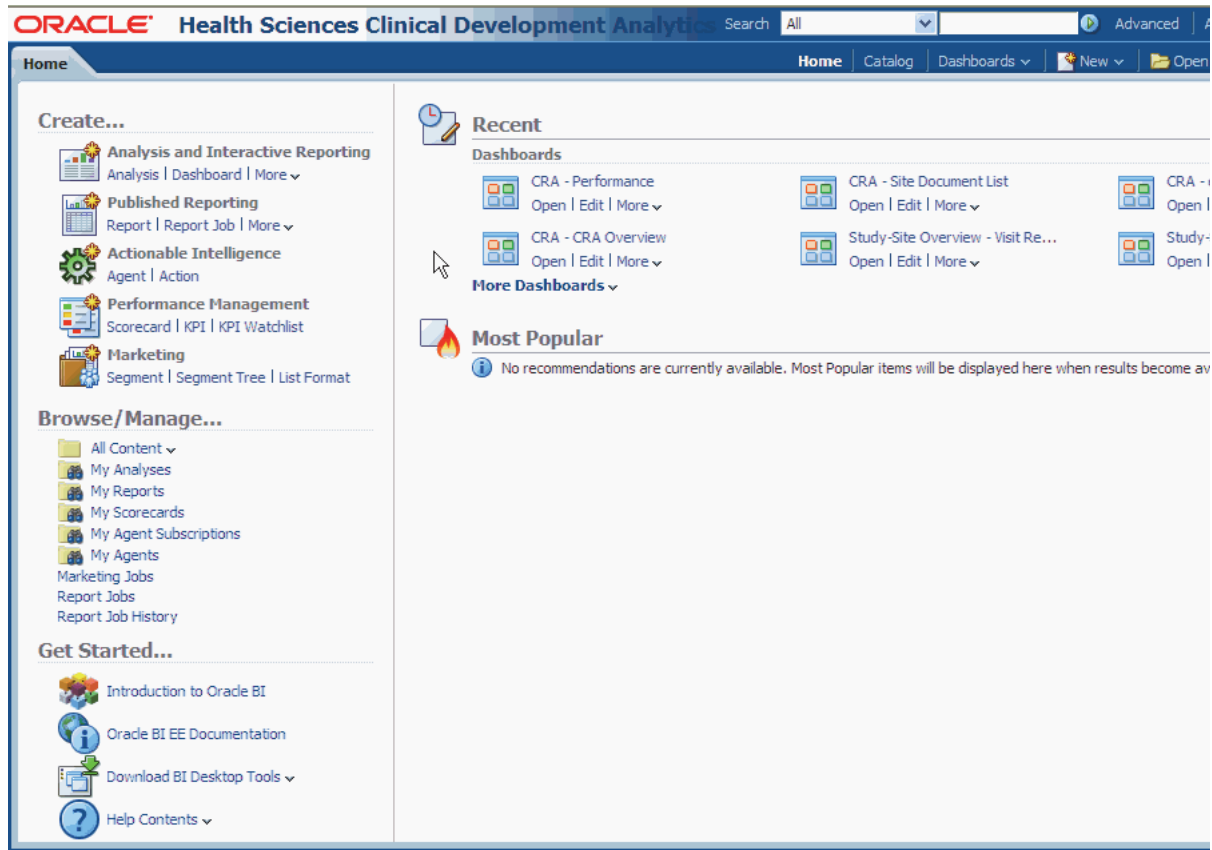 ORACLE Health Sciences Clinical Development Analytics Search All Advanced
Home Home Catalog Dashboards New Open
Create...
Analysis and Interactive Reporting
Analysis | Dashboard | More
Published Reporting
Report | Report Job | More
Actionable Intelligence
Agent | Action
Performance Management
Scorecard | KPI | KPI Watchlist
Marketing
Segment | Segment Tree | List Format
Browse/Manage...
All Content
My Analyses
My Reports
My Scorecards
My Agent Subscriptions
My Agents
Marketing Jobs
Report Jobs
Report Job History
Get Started...
Introduction to Oracle BI
Oracle BI EE Documentation
Download BI Desktop Tools
Help Contents
Recent
Dashboards
CRA - Performance CRA - Site Document List CRA -
Open | Edit | More Open | Edit | More Open |
CRA - CRA Overview Study-Site Overview - Visit Re... Study-
Open | Edit | More Open | Edit | More Open |
More Dashboards
Most Popular
No recommendations are currently available. Most Popular items will be displayed here when results become av